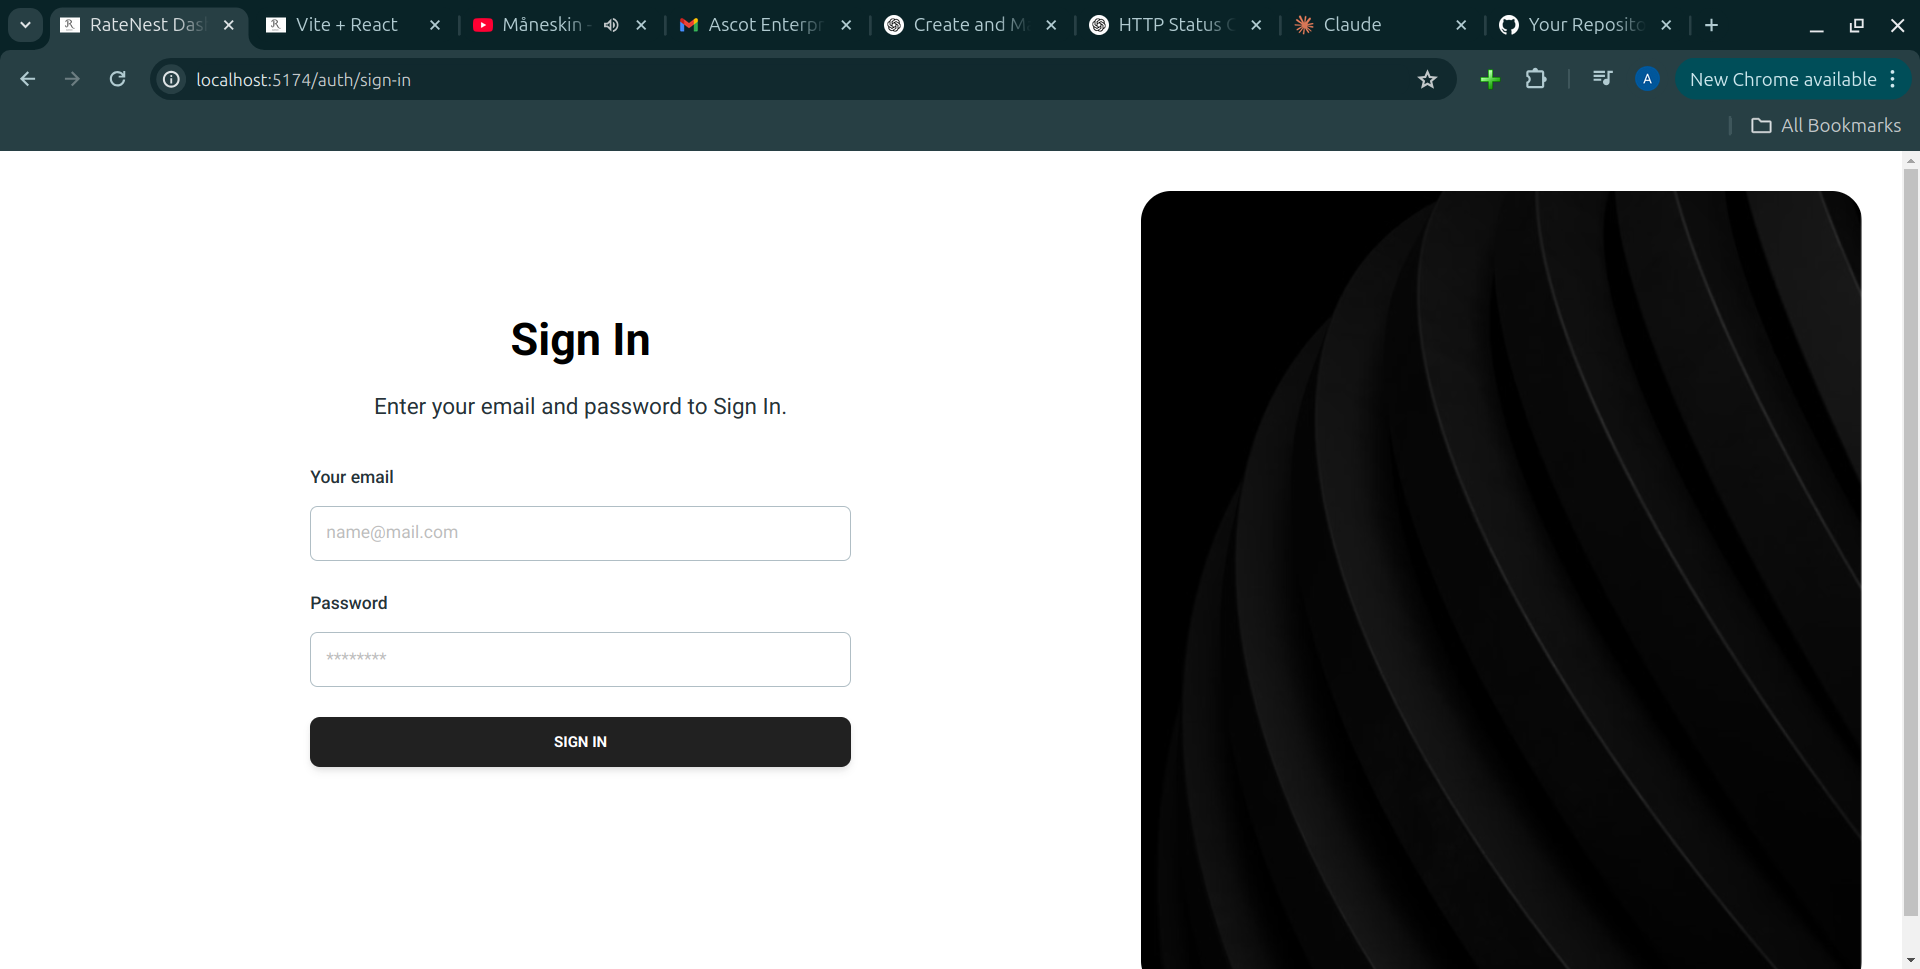 RateNest Das
Vite + React
Måneskin -
Ascot Enterpr
Create and M
HTTP Status C
Claude
Your Reposito
localhost:5174/auth/sign-in
A
New Chrome available
All Bookmarks
Sign In
Enter your email and password to Sign In.
Your email
name@mail.com
Password
********
SIGN IN